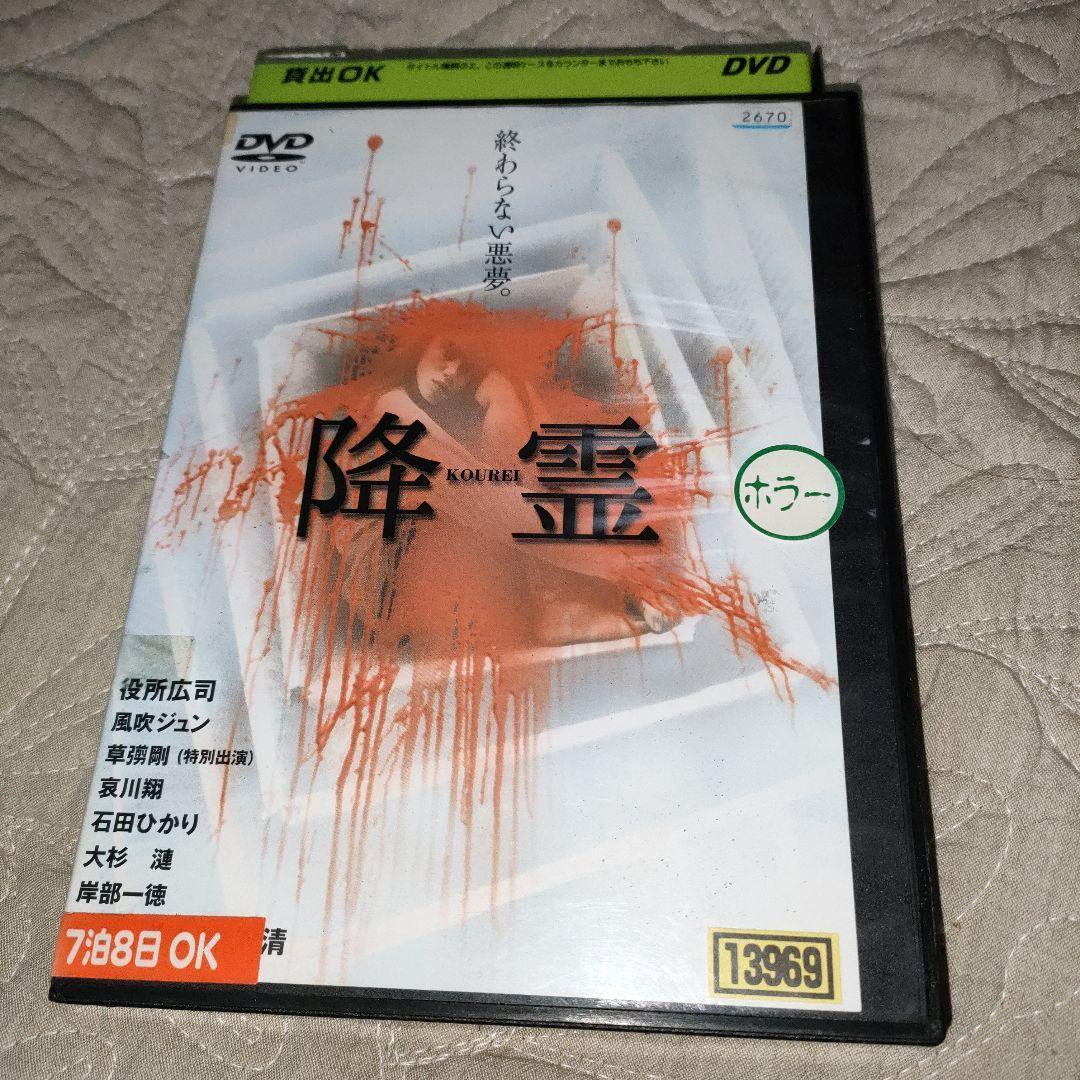 貸出OK
DVD
2670
DVD
VIDEO
終わらない悪夢。
降霊
KOUREI
ホラー
役所広司
風吹ジュン
草彅剛(特別出演)
哀川翔
石田ひかり
大杉 漣
岸部一徳
清
7泊8日 OK
13969